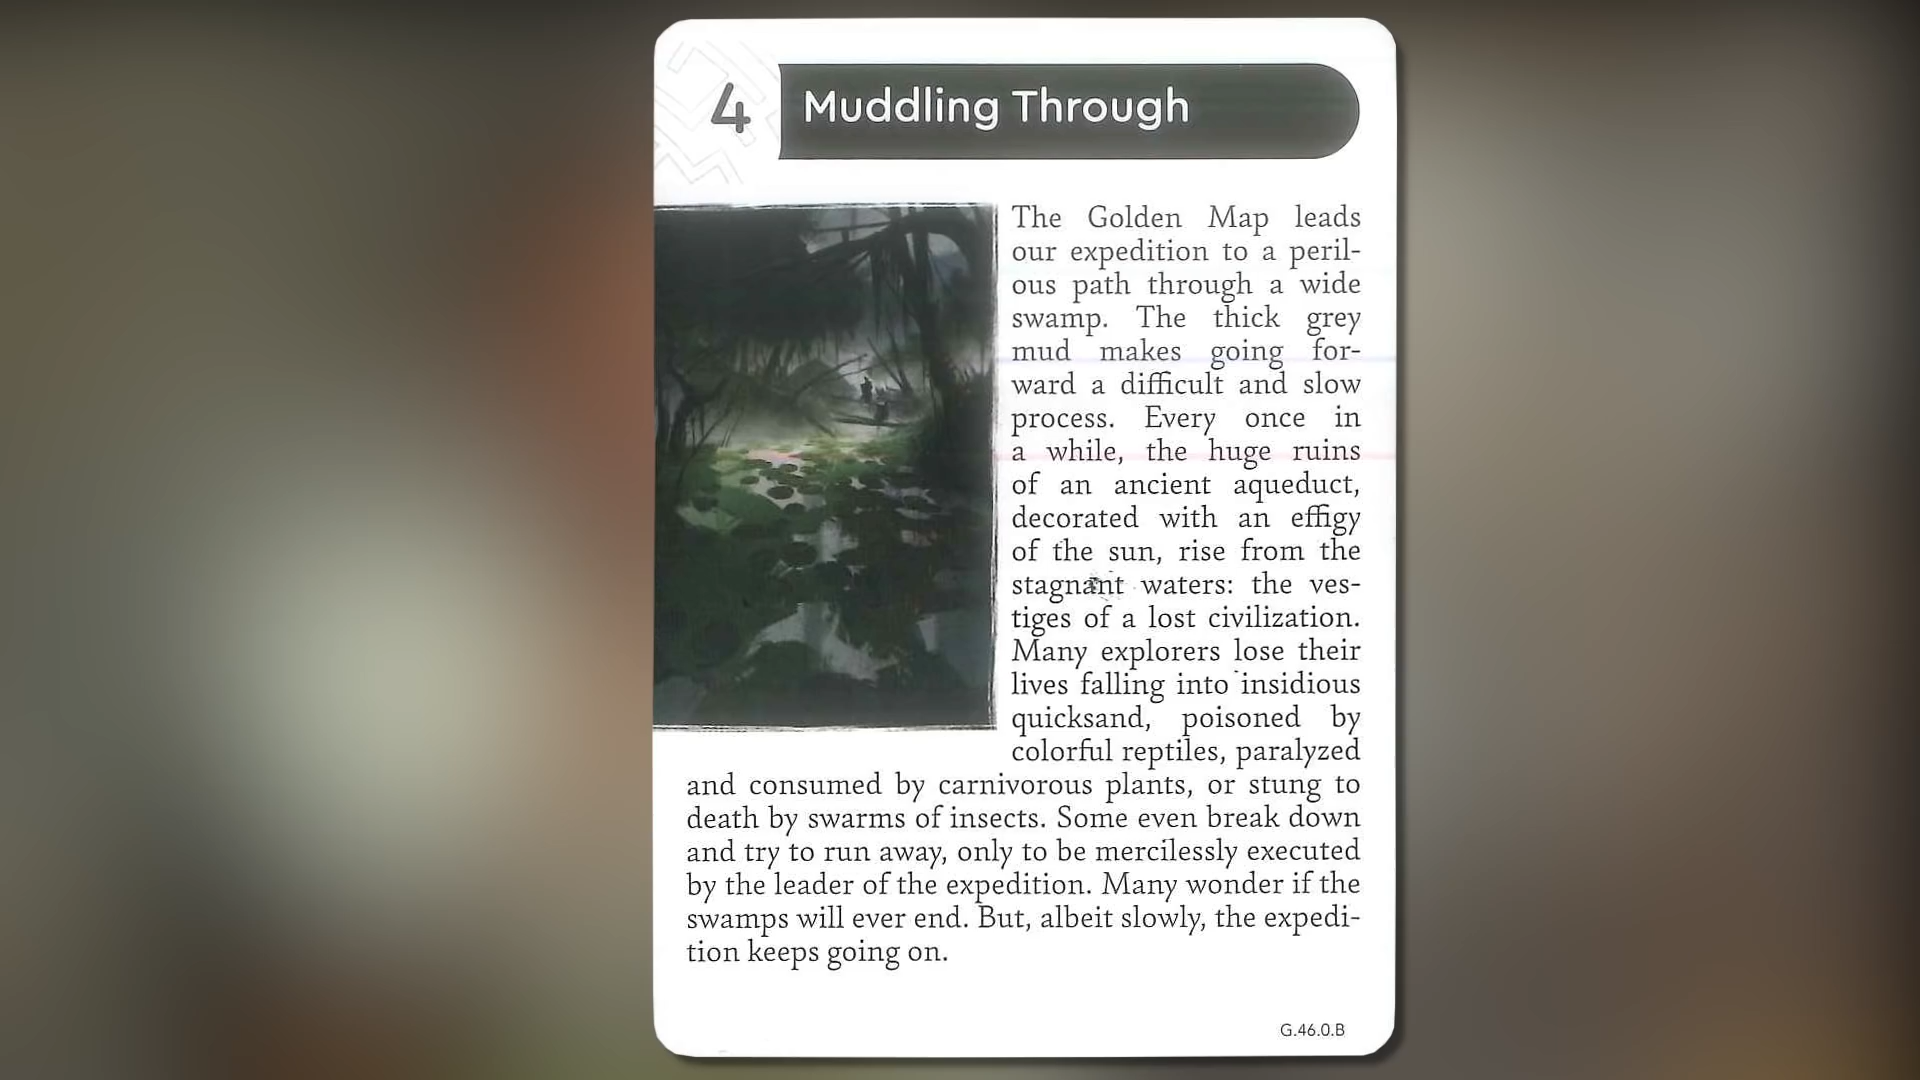 4 Muddling Through
The Golden Map leads
our expedition to a peril-
ous path through a wide
swamp. The thick grey
mud makes going for-
ward a difficult and slow
process. Every once in
a while, the huge ruins
of an ancient aqueduct,
decorated with an effigy
of the sun, rise from the
stagnant waters: the ves-
tiges of a lost civilization.
Many explorers lose their
lives falling into insidious
quicksand, poisoned by
colorful reptiles, paralyzed
and consumed by carnivorous plants, or stung to
death by swarms of insects. Some even break down
and try to run away, only to be mercilessly executed
by the leader of the expedition. Many wonder if the
swamps will ever end. But, albeit slowly, the expedi-
tion keeps going on.
G.46.0.B